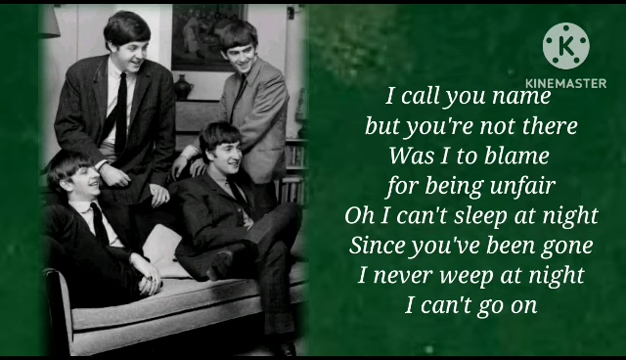 K
KINEMASTER
I call you name
but you're not there
Was I to blame
for being unfair
Oh I can't sleep at night
Since you've been gone
I never weep at night
I can't go on